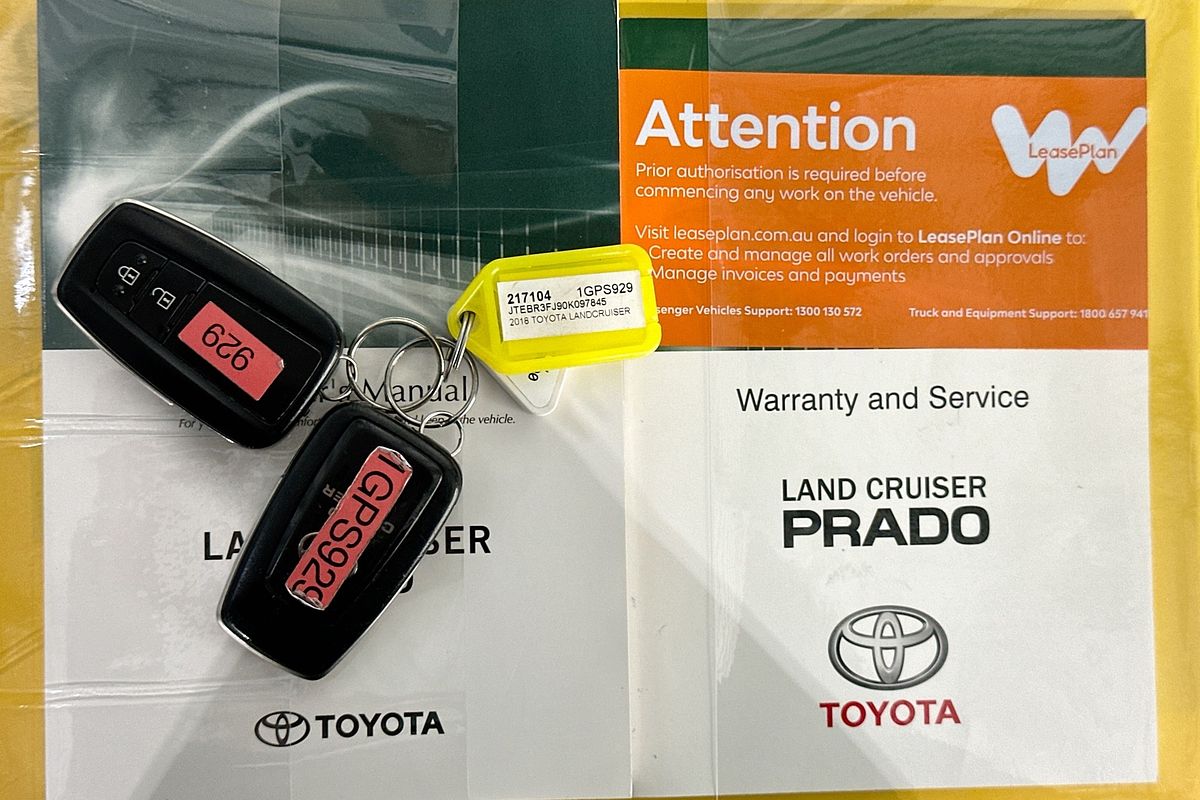 Attention
LeasePlan
Prior authorisation is required before
commencing any work on the vehicle.
Visit leaseplan.com.au and login to LeasePlan Online to:
Create and manage all work orders and approvals
Manage invoices and payments
Vehicles Support: 1300 130 572
Truck and Equipment Support: 1800 657 941
217104 1GPS929
JTEBR3FJ90K097845
2018 TOYOTA LANDCRUISER
929
1GPS929
Manual
the vehicle.
TOYOTA
Warranty and Service
LAND CRUISER
PRADO
TOYOTA